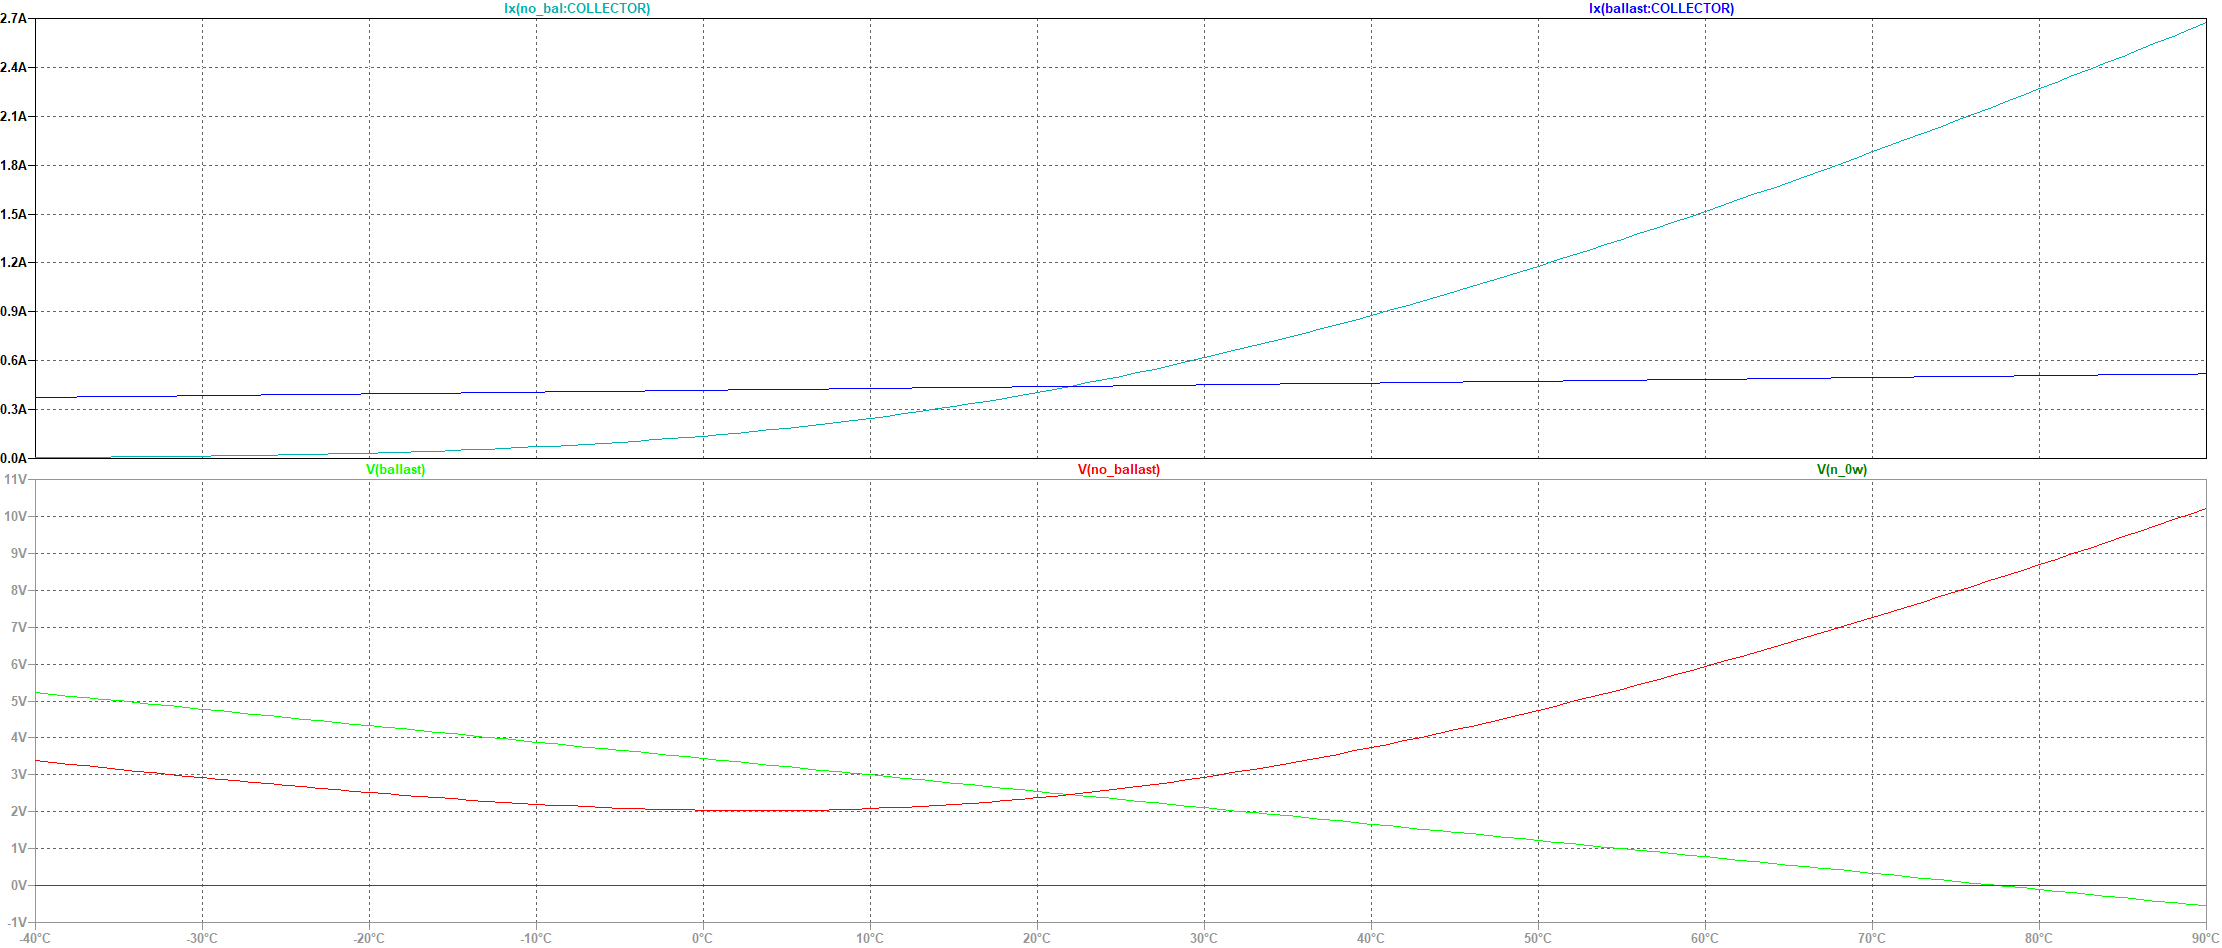 Ix(no_bal:COLLECTOR) Ix(ballast:COLLECTOR)
2.7A
2.4A
2.1A
1.8A
1.5A
1.2A
0.9A
0.6A
0.3A
0.0A
V(ballast) V(no_ballast) V(n_0w)
11V
10V
9V
8V
7V
6V
5V
4V
3V
2V
1V
0V
-1V
-40°C -30°C -20°C -10°C 0°C 10°C 20°C 30°C 40°C 50°C 60°C 70°C 80°C 90°C